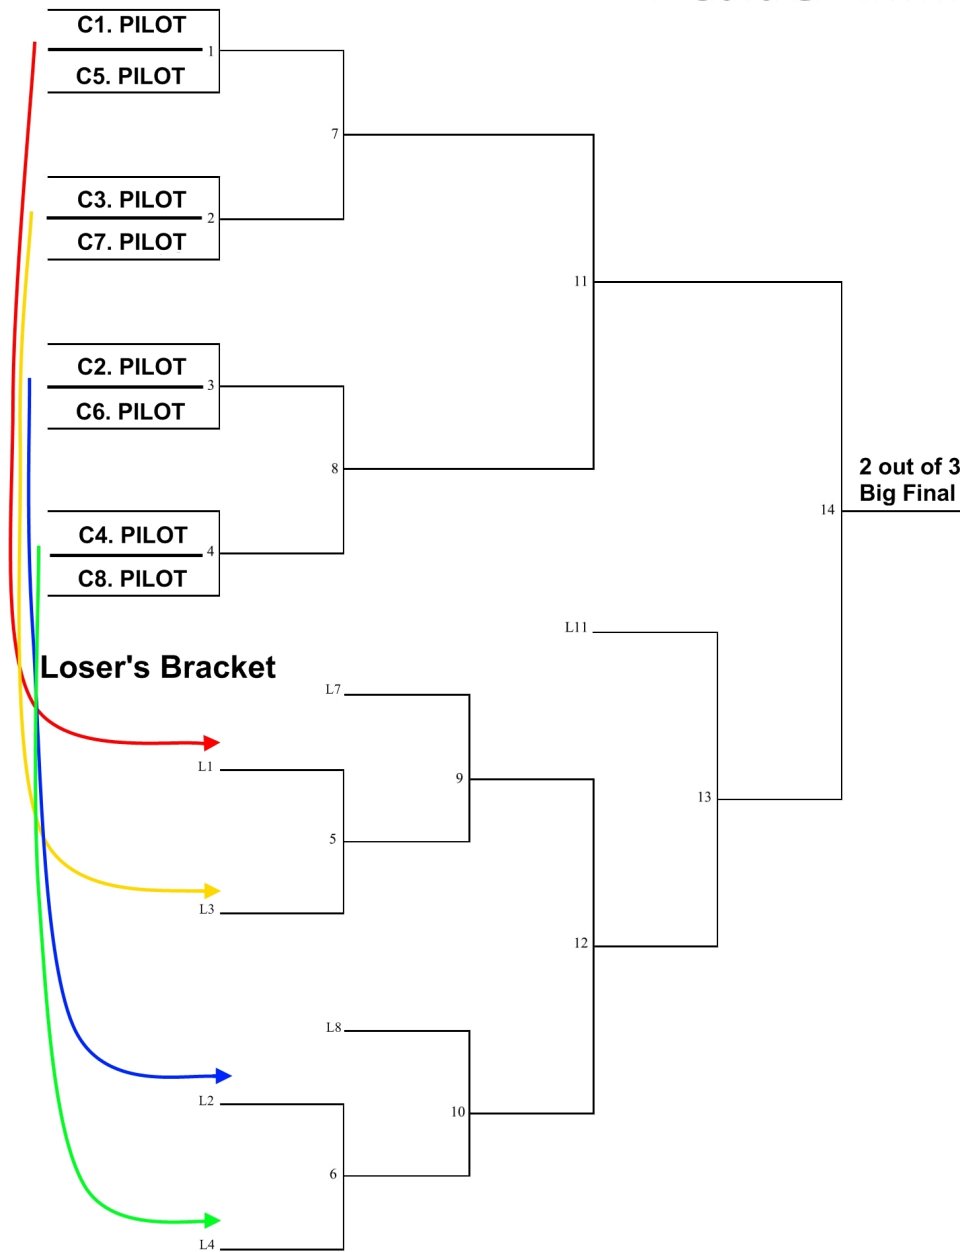 C1. PILOT
1
C5. PILOT
7
C3. PILOT
2
C7. PILOT
11
C2. PILOT
3
C6. PILOT
8
2 out of 3
Big Final
14
C4. PILOT
4
C8. PILOT
L11
Loser's Bracket
L7
L1
9
13
5
L3
12
L8
L2
10
6
L4